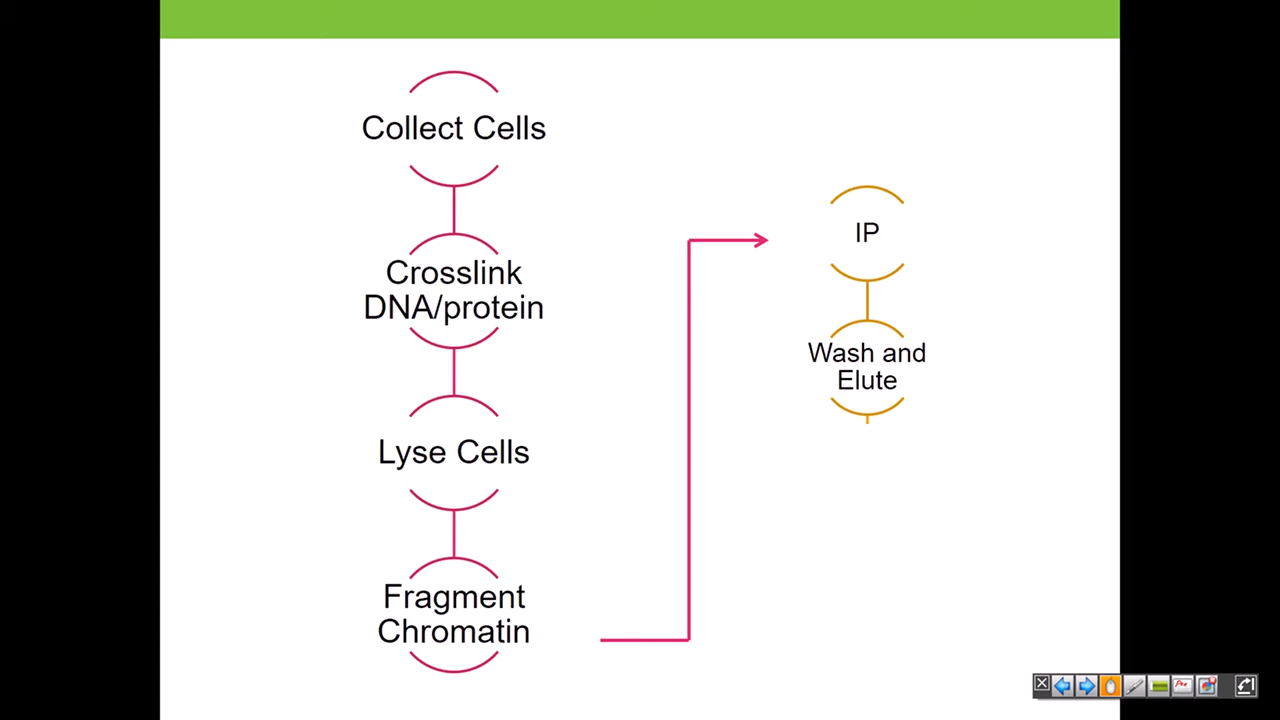 Collect Cells
Crosslink
DNA/protein
Lyse Cells
Fragment
Chromatin
IP
Wash and
Elute